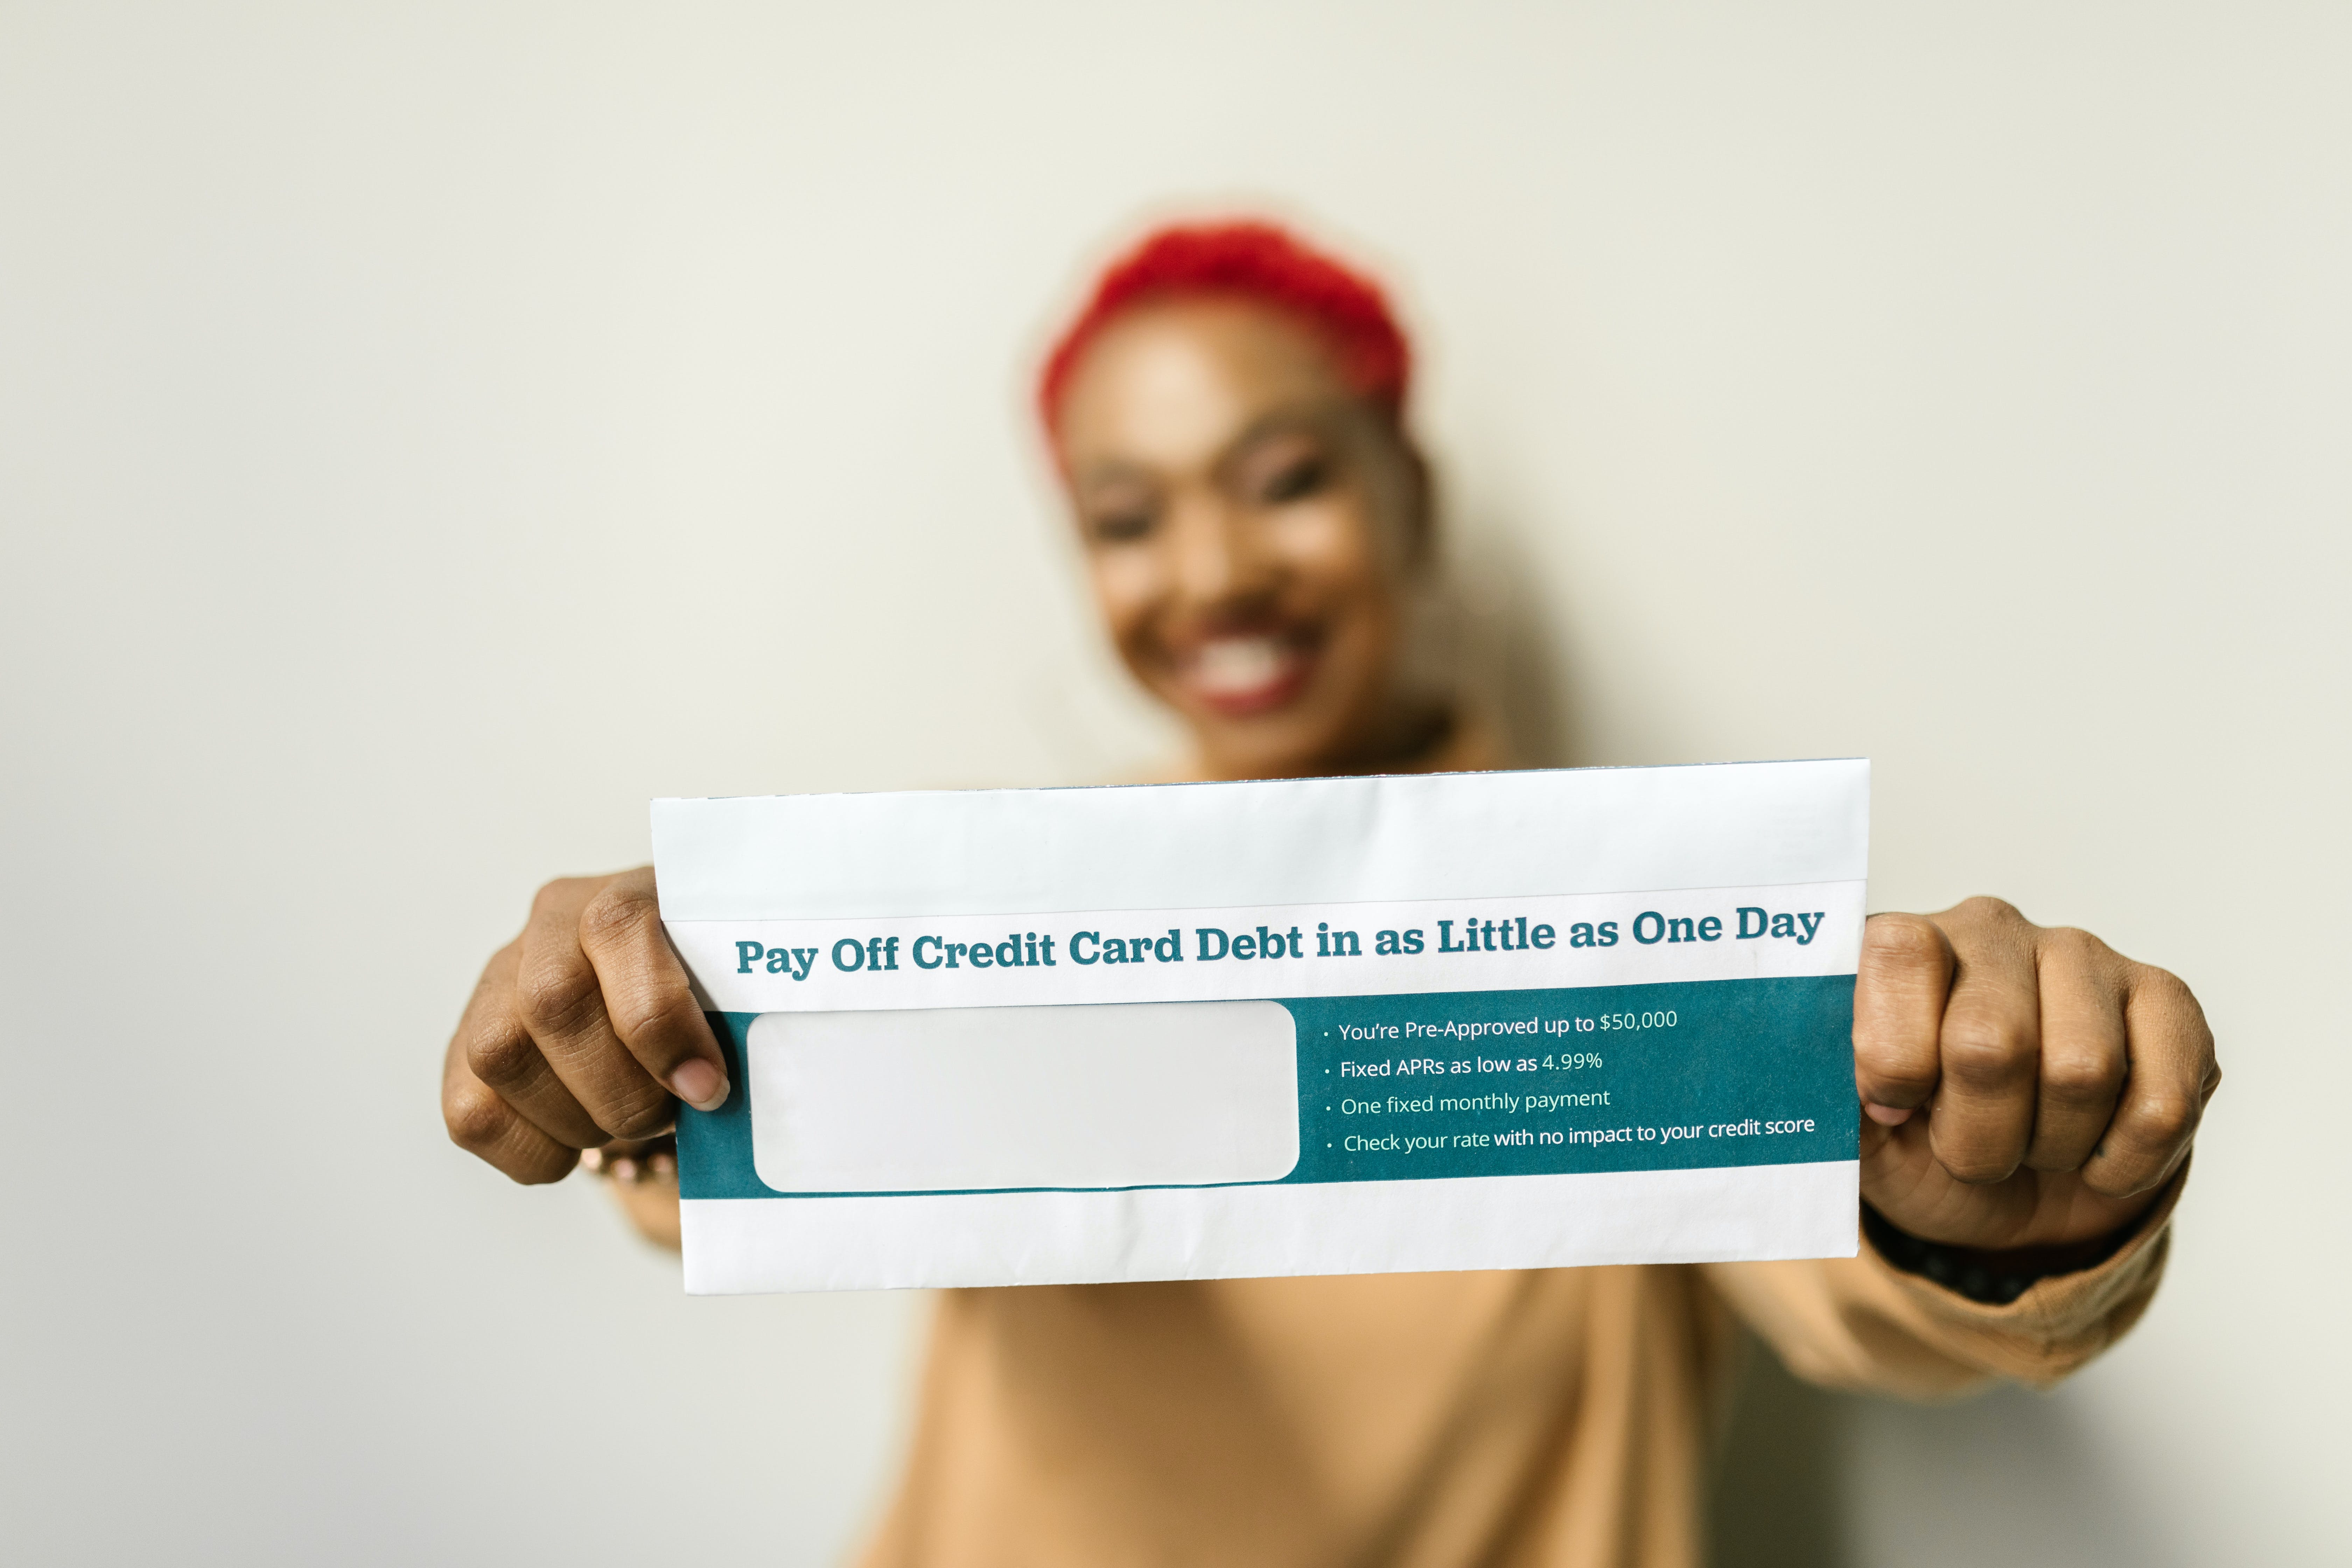 Pay Off Credit Card Debt in as Little as One Day
• You’re Pre-Approved up to $50,000
• Fixed APRs as low as 4.99%
• One fixed monthly payment
• Check your rate with no impact to your credit score